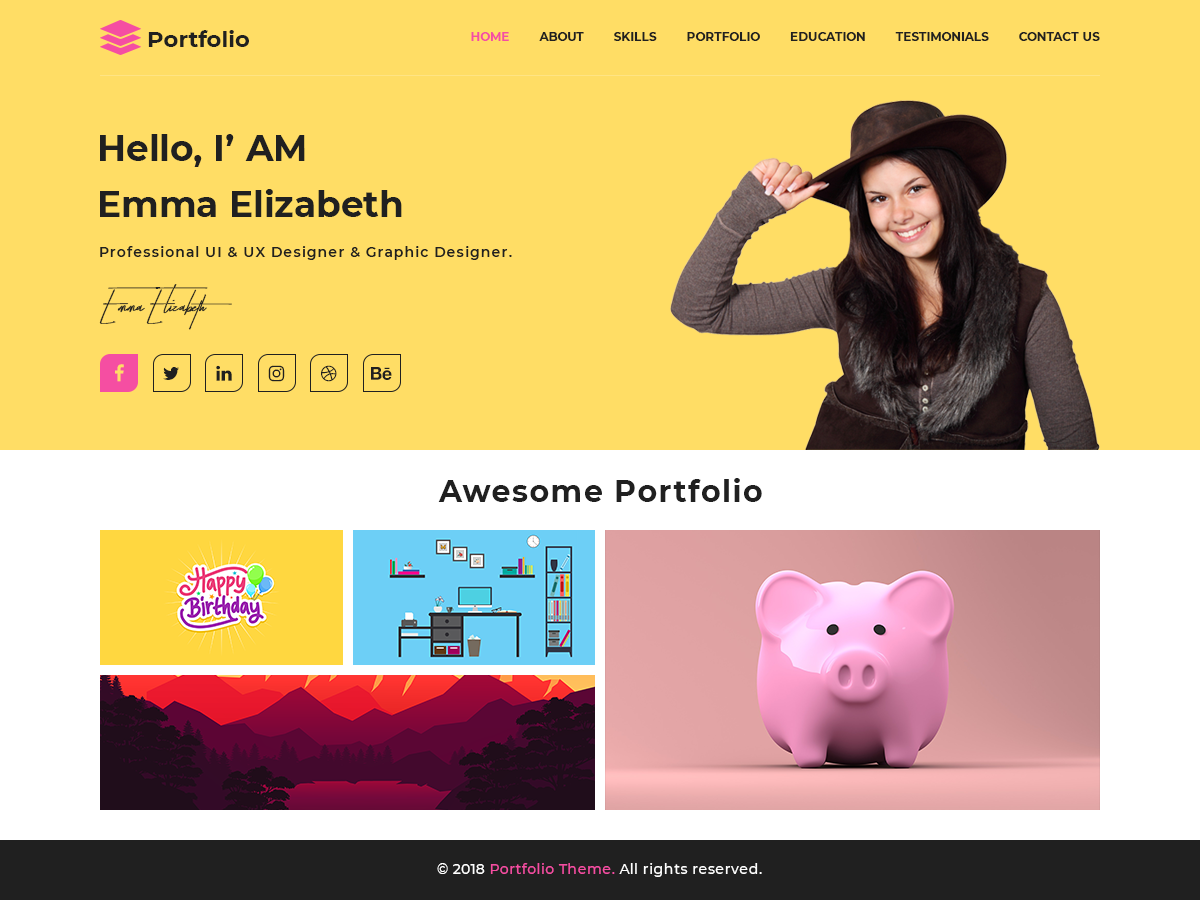 Portfolio
HOME ABOUT SKILLS PORTFOLIO EDUCATION TESTIMONIALS CONTACT US
Hello, I’ AM
Emma Elizabeth
Professional UI & UX Designer & Graphic Designer.
Emma Elizabeth
f in Bē
Awesome Portfolio
Happy
Birthday
© 2018 Portfolio Theme. All rights reserved.